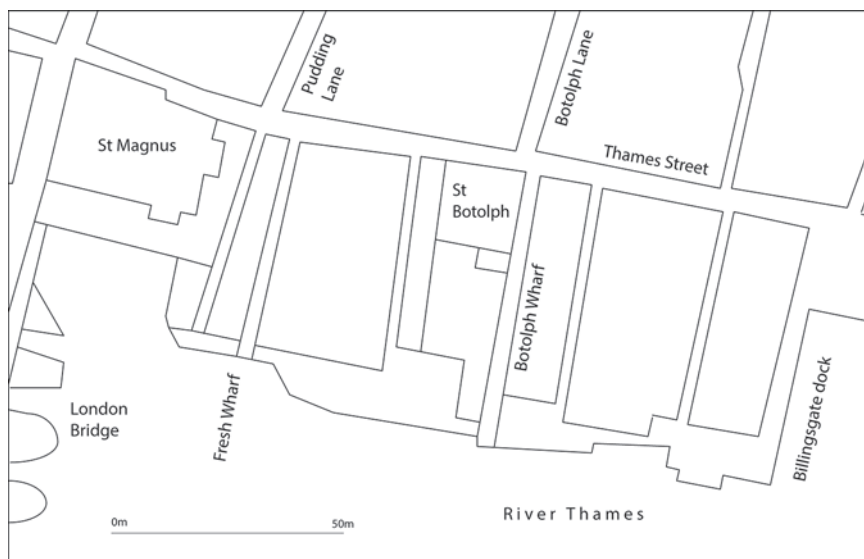 Pudding
Lane
Botolph Lane
St Magnus
Thames Street
St
Botolph
Botolph Wharf
London
Bridge
Fresh Wharf
Billingsgate dock
0m
50m
River Thames